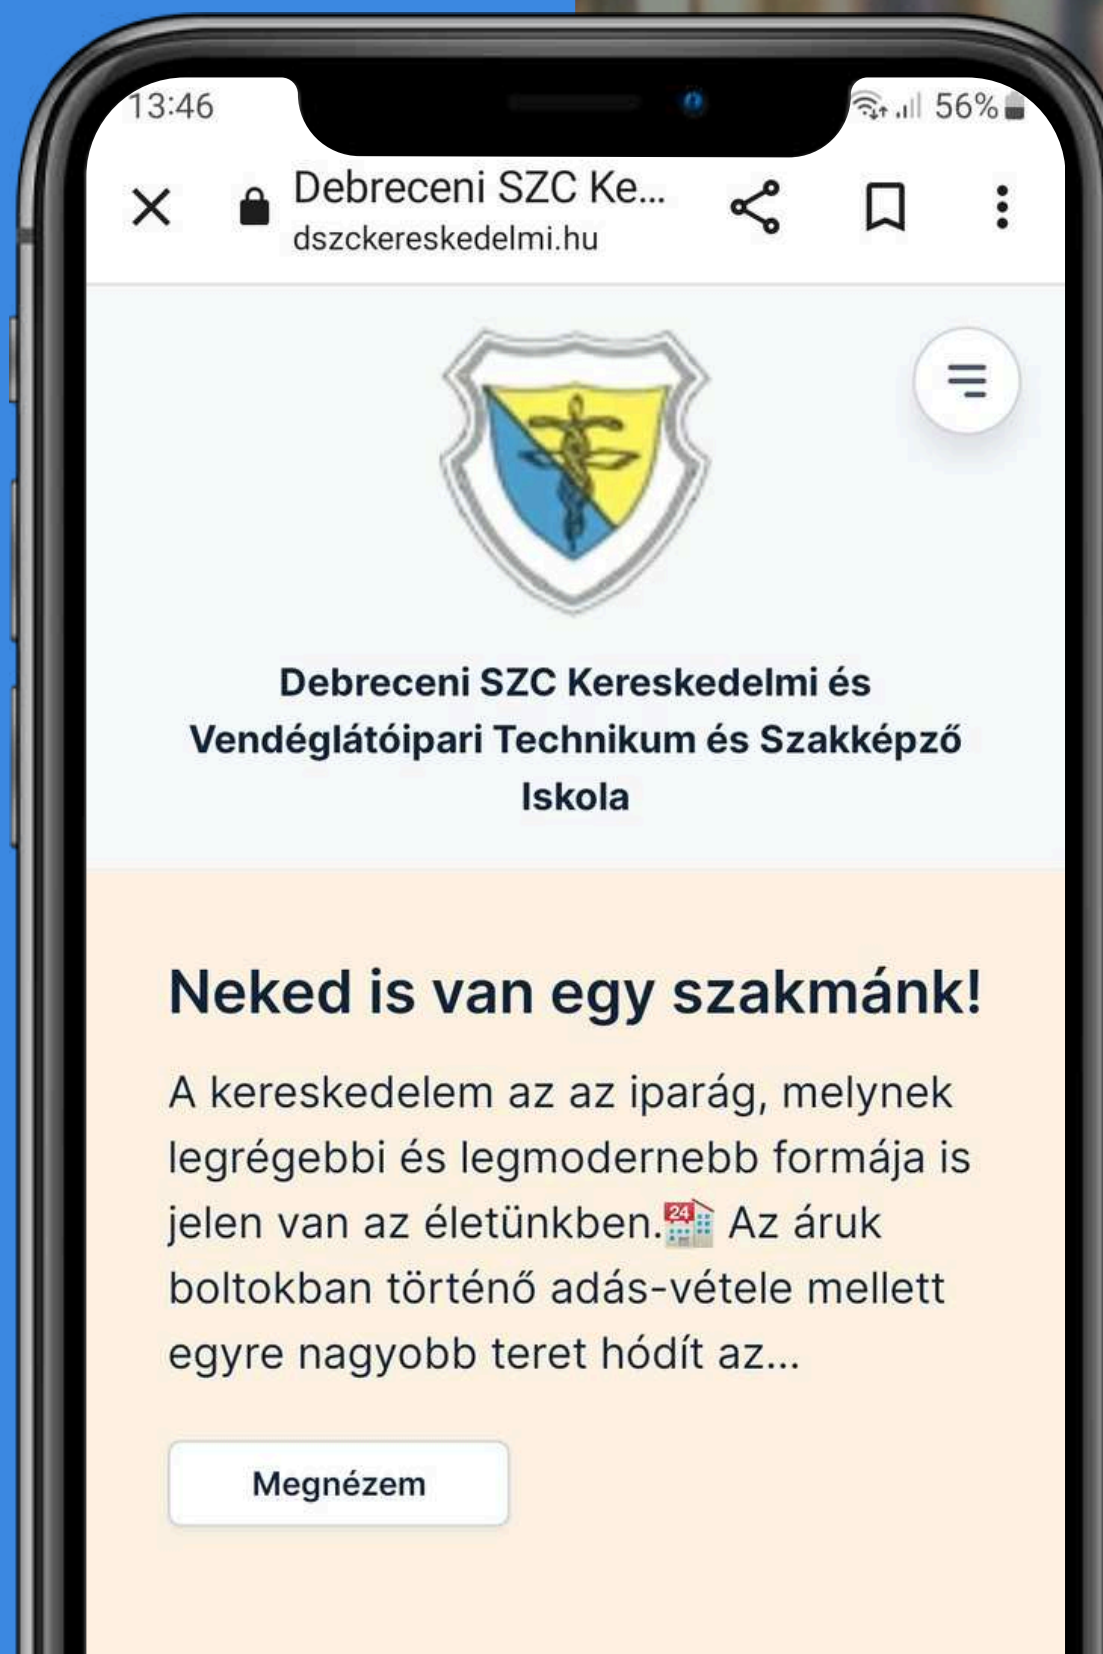 13:46
56%
Debreceni SZC Ke...
dszckereskedelmi.hu
Debreceni SZC Kereskedelmi és
Vendéglátóipari Technikum és Szakképző
Iskola
Neked is van egy szakmánk!
A kereskedelem az az iparág, melynek
legrégebbi és legmodernebb formája is
jelen van az életünkben.🏪 Az áruk
boltokban történő adás-vétele mellett
egyre nagyobb teret hódít az...
Megnézem